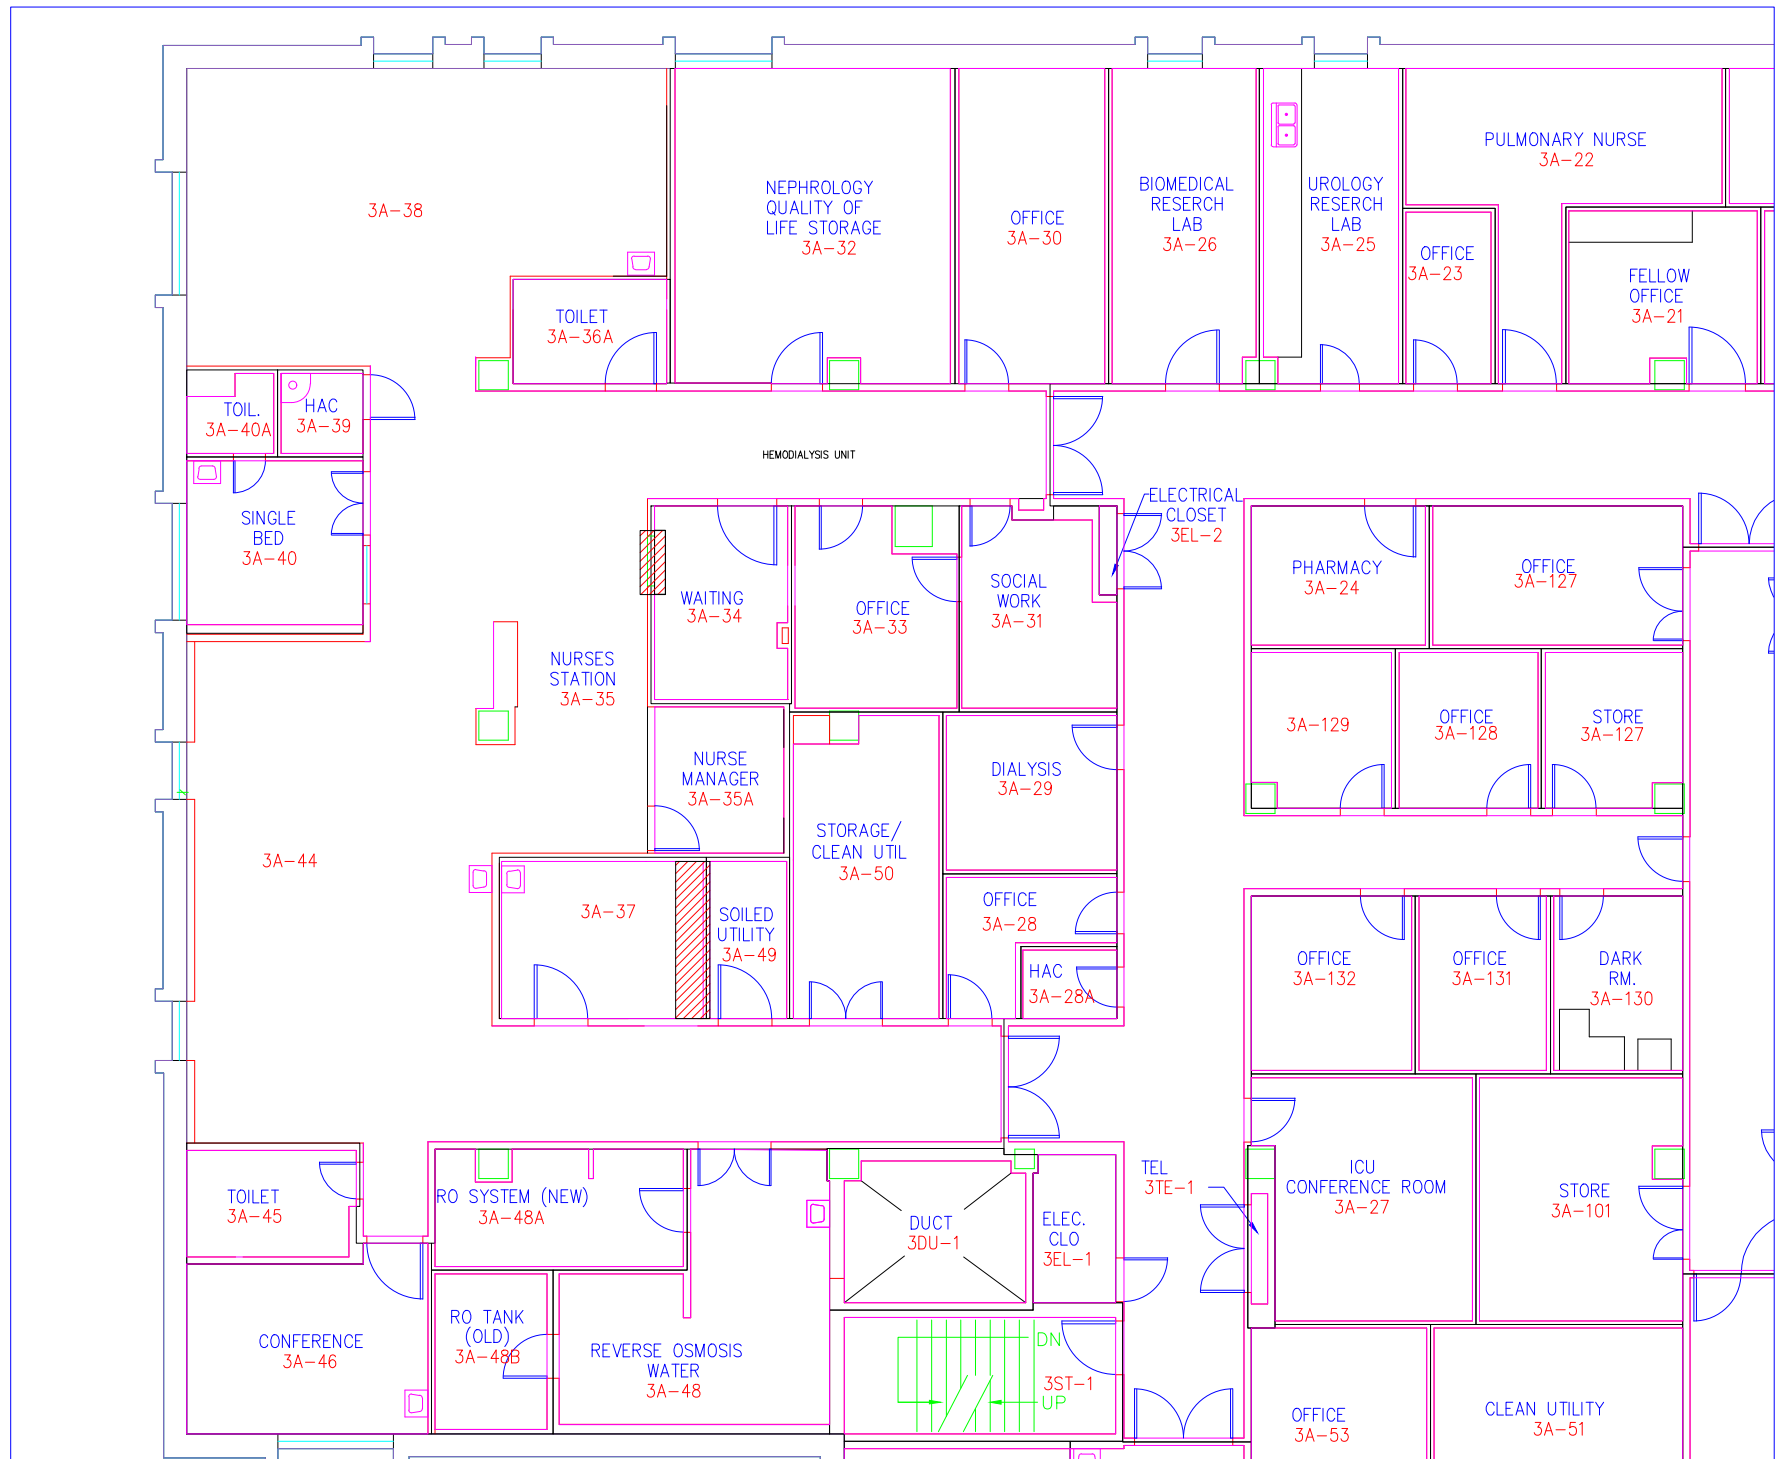 3A-38
NEPHROLOGY
QUALITY OF
LIFE STORAGE
3A-32
OFFICE
3A-30
BIOMEDICAL
RESERCH
LAB
3A-26
UROLOGY
RESERCH
LAB
3A-25
PULMONARY NURSE
3A-22
OFFICE
3A-23
FELLOW
OFFICE
3A-21
TOILET
3A-36A
TOIL.
3A-40A
HAC
3A-39
HEMODIALYSIS UNIT
SINGLE
BED
3A-40
ELECTRICAL
CLOSET
3EL-2
WAITING
3A-34
OFFICE
3A-33
SOCIAL
WORK
3A-31
PHARMACY
3A-24
OFFICE
3A-127
NURSES
STATION
3A-35
3A-129
OFFICE
3A-128
STORE
3A-127
NURSE
MANAGER
3A-35A
DIALYSIS
3A-29
STORAGE/
CLEAN UTIL
3A-50
3A-44
3A-37
SOILED
UTILITY
3A-49
OFFICE
3A-28
HAC
3A-28A
OFFICE
3A-132
OFFICE
3A-131
DARK
RM.
3A-130
TOILET
3A-45
RO SYSTEM (NEW)
3A-48A
DUCT
3DU-1
ELEC.
CLO
3EL-1
TEL
3TE-1
ICU
CONFERENCE ROOM
3A-27
STORE
3A-101
CONFERENCE
3A-46
RO TANK
(OLD)
3A-48B
REVERSE OSMOSIS
WATER
3A-48
DN
3ST-1
UP
OFFICE
3A-53
CLEAN UTILITY
3A-51